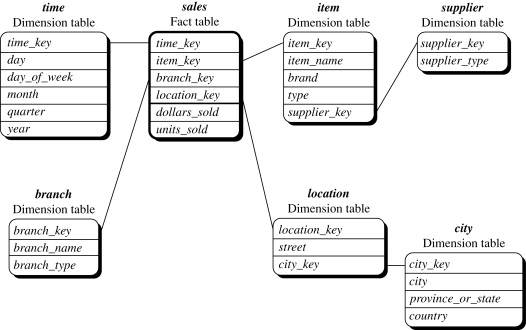 time
Dimension table
time_key
day
day_of_week
month
quarter
year
sales
Fact table
time_key
item_key
branch_key
location_key
dollars_sold
units_sold
item
Dimension table
item_key
item_name
brand
type
supplier_key
supplier
Dimension table
supplier_key
supplier_type
branch
Dimension table
branch_key
branch_name
branch_type
location
Dimension table
location_key
street
city_key
city
Dimension table
city_key
city
province_or_state
country